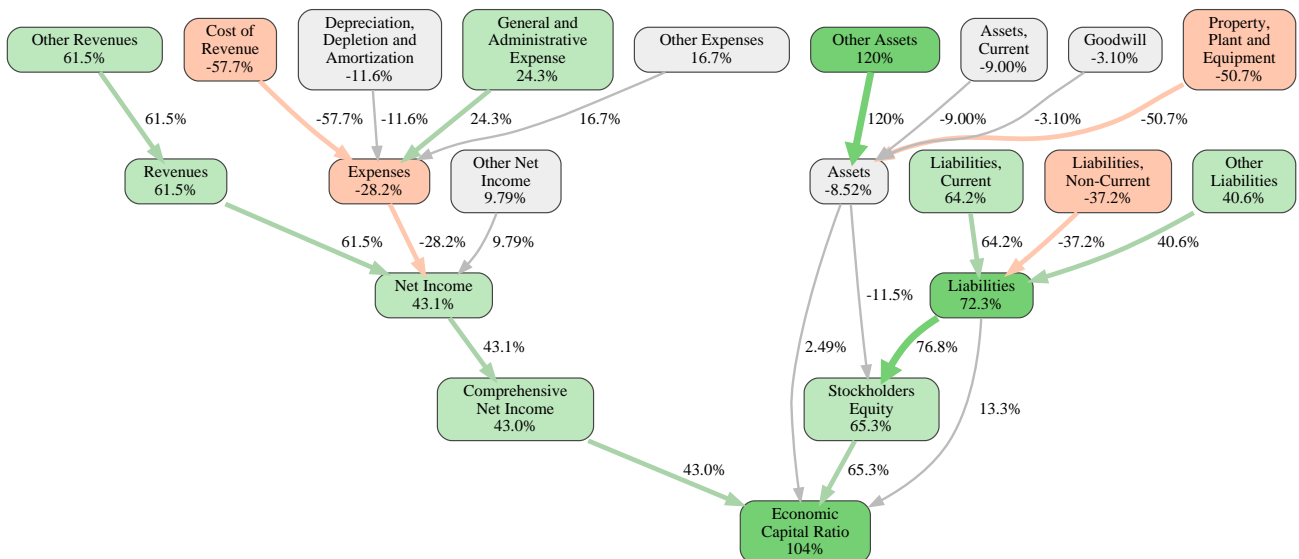 Other Revenues
61.5%
Cost of
Revenue
-57.7%
Depreciation,
Depletion and
Amortization
-11.6%
General and
Administrative
Expense
24.3%
Other Expenses
16.7%
Other Assets
120%
Assets,
Current
-9.00%
Goodwill
-3.10%
Property,
Plant and
Equipment
-50.7%
61.5%
-57.7%
-11.6%
24.3%
16.7%
120%
-9.00%
-3.10%
-50.7%
Revenues
61.5%
Expenses
-28.2%
Other Net
Income
9.79%
Assets
-8.52%
Liabilities,
Current
64.2%
Liabilities,
Non-Current
-37.2%
Other
Liabilities
40.6%
61.5%
-28.2%
9.79%
64.2%
-37.2%
40.6%
Net Income
43.1%
-11.5%
Liabilities
72.3%
43.1%
2.49%
76.8%
Comprehensive
Net Income
43.0%
Stockholders
Equity
65.3%
13.3%
43.0%
65.3%
Economic
Capital Ratio
104%